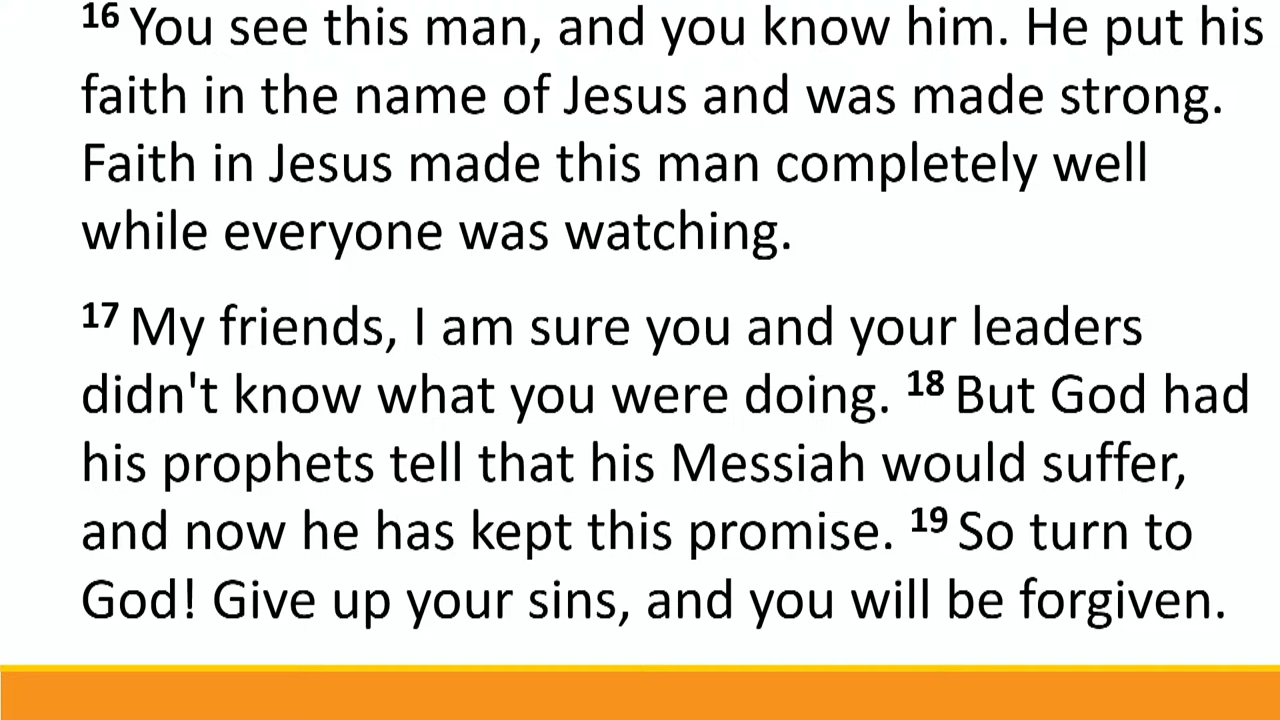 16 You see this man, and you know him. He put his
faith in the name of Jesus and was made strong.
Faith in Jesus made this man completely well
while everyone was watching.
17 My friends, I am sure you and your leaders
didn't know what you were doing. 18 But God had
his prophets tell that his Messiah would suffer,
and now he has kept this promise. 19 So turn to
God! Give up your sins, and you will be forgiven.